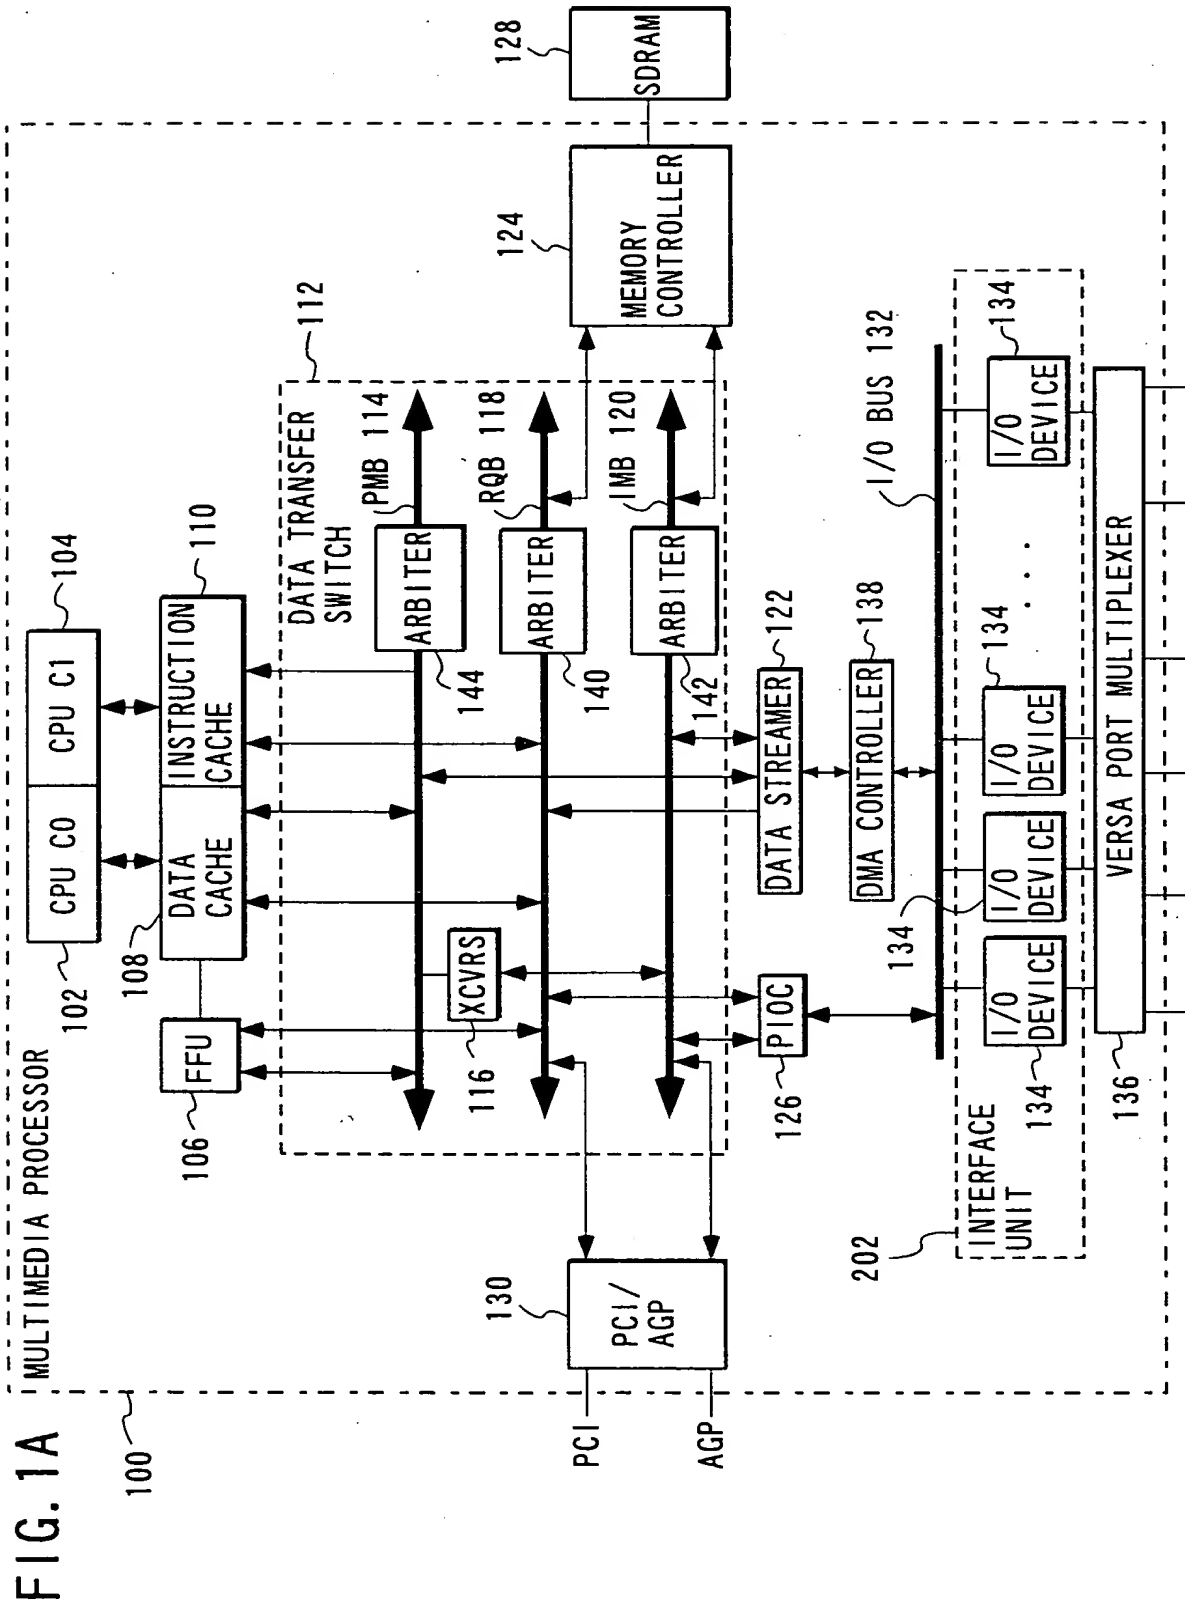 FIG. 1A
100
MULTIMEDIA PROCESSOR
CPU C0
CPU C1
102
104
FFU
106
DATA
CACHE
108
INSTRUCTION
CACHE
110
DATA TRANSFER
SWITCH
112
ARBITER
144
PMB 114
XCVRS
116
ARBITER
140
RQB 118
ARBITER
142
IMB 120
PCI/
AGP
130
PCI
AGP
MEMORY
CONTROLLER
124
SDRAM
128
PIOC
126
DATA STREAMER
122
DMA CONTROLLER
138
I/O BUS 132
202
INTERFACE
UNIT
I/O
DEVICE
134
I/O
DEVICE
134
I/O
DEVICE
134
. . .
I/O
DEVICE
134
VERSA PORT MULTIPLEXER
136